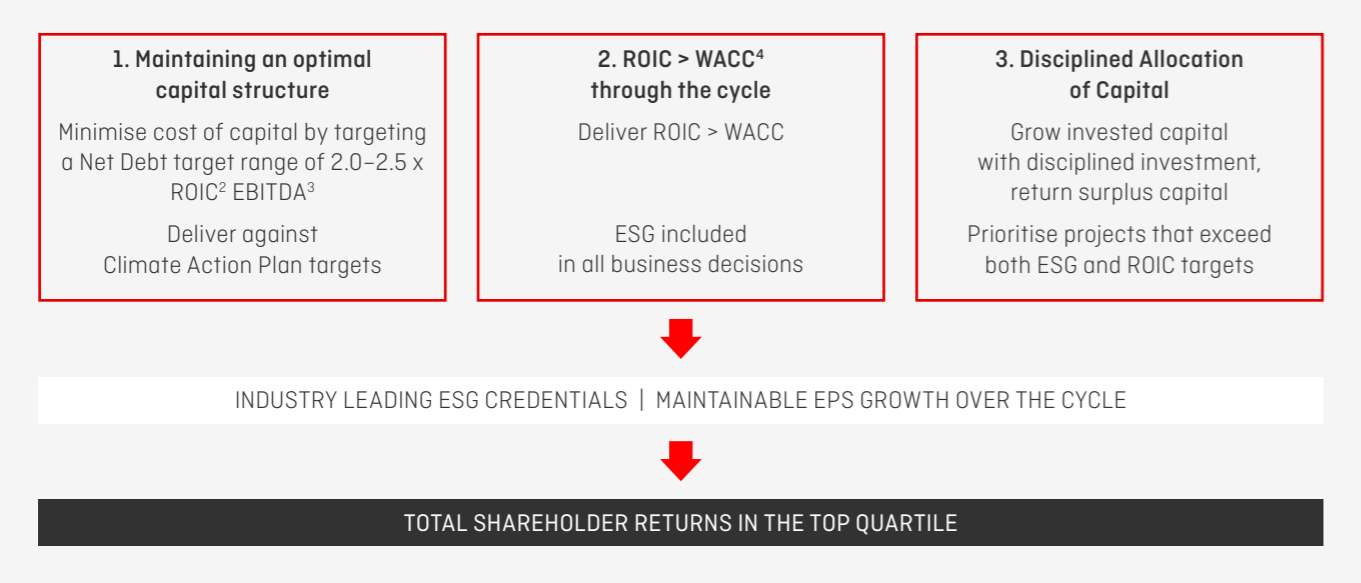 1. Maintaining an optimal
capital structure
Minimise cost of capital by targeting
a Net Debt target range of 2.0–2.5 x
ROIC² EBITDA³
Deliver against
Climate Action Plan targets
2. ROIC > WACC⁴
through the cycle
Deliver ROIC > WACC
ESG included
in all business decisions
3. Disciplined Allocation
of Capital
Grow invested capital
with disciplined investment,
return surplus capital
Prioritise projects that exceed
both ESG and ROIC targets
INDUSTRY LEADING ESG CREDENTIALS | MAINTAINABLE EPS GROWTH OVER THE CYCLE
TOTAL SHAREHOLDER RETURNS IN THE TOP QUARTILE